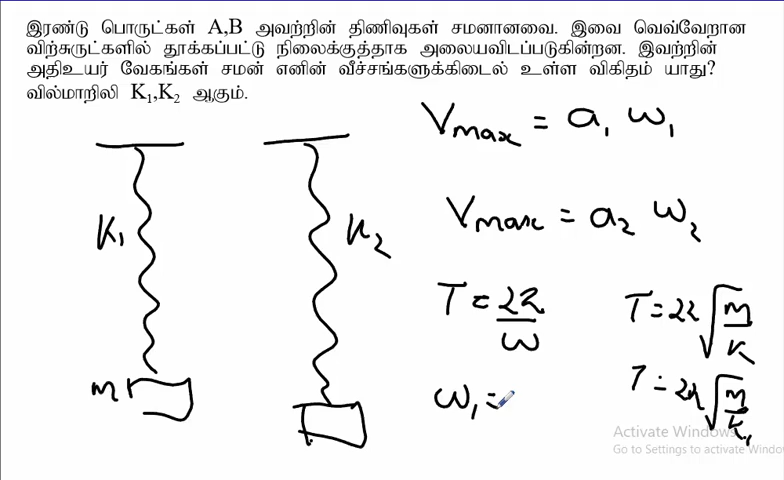 இரண்டு பொருட்கள் A,B அவற்றின் திணிவுகள் சமனானவை. இவை வெவ்வேறான
விற்சுருட்களில் தூக்கப்பட்டு நிலைக்குத்தாக அலையவிடப்படுகின்றன. இவற்றின்
அதிஉயர் வேகங்கள் சமன் எனின் வீச்சங்களுக்கிடைல் உள்ள விகிதம் யாது?
வில்மாறிலி K₁,K₂ ஆகும்.
Vmax = a₁ ω₁
K₁
K₂
Vmax = a₂ ω₂
T = 2π/ω
T = 2π√(m/K)
m
T = 2π√(m/K₁)
ω₁ =
Activate Windows
Go to Settings to activate Windo